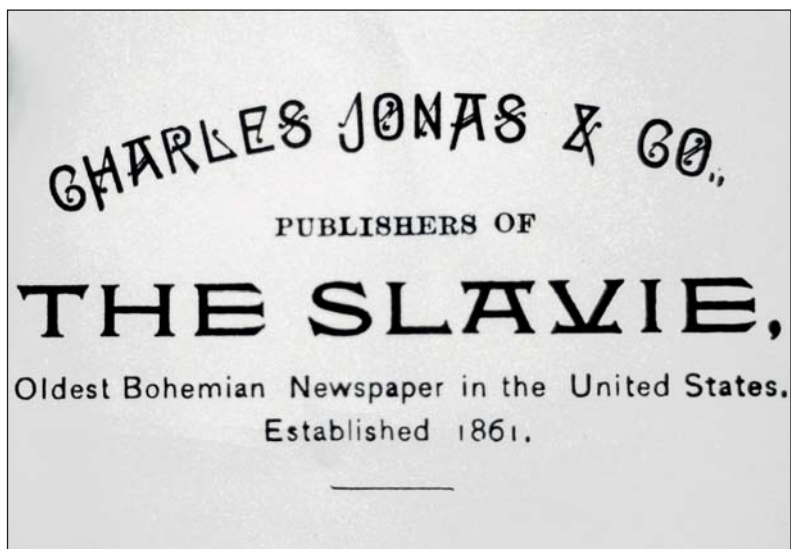 CHARLES JONAS & CO.,
PUBLISHERS OF
THE SLAVIE,
Oldest Bohemian Newspaper in the United States.
Established 1861.